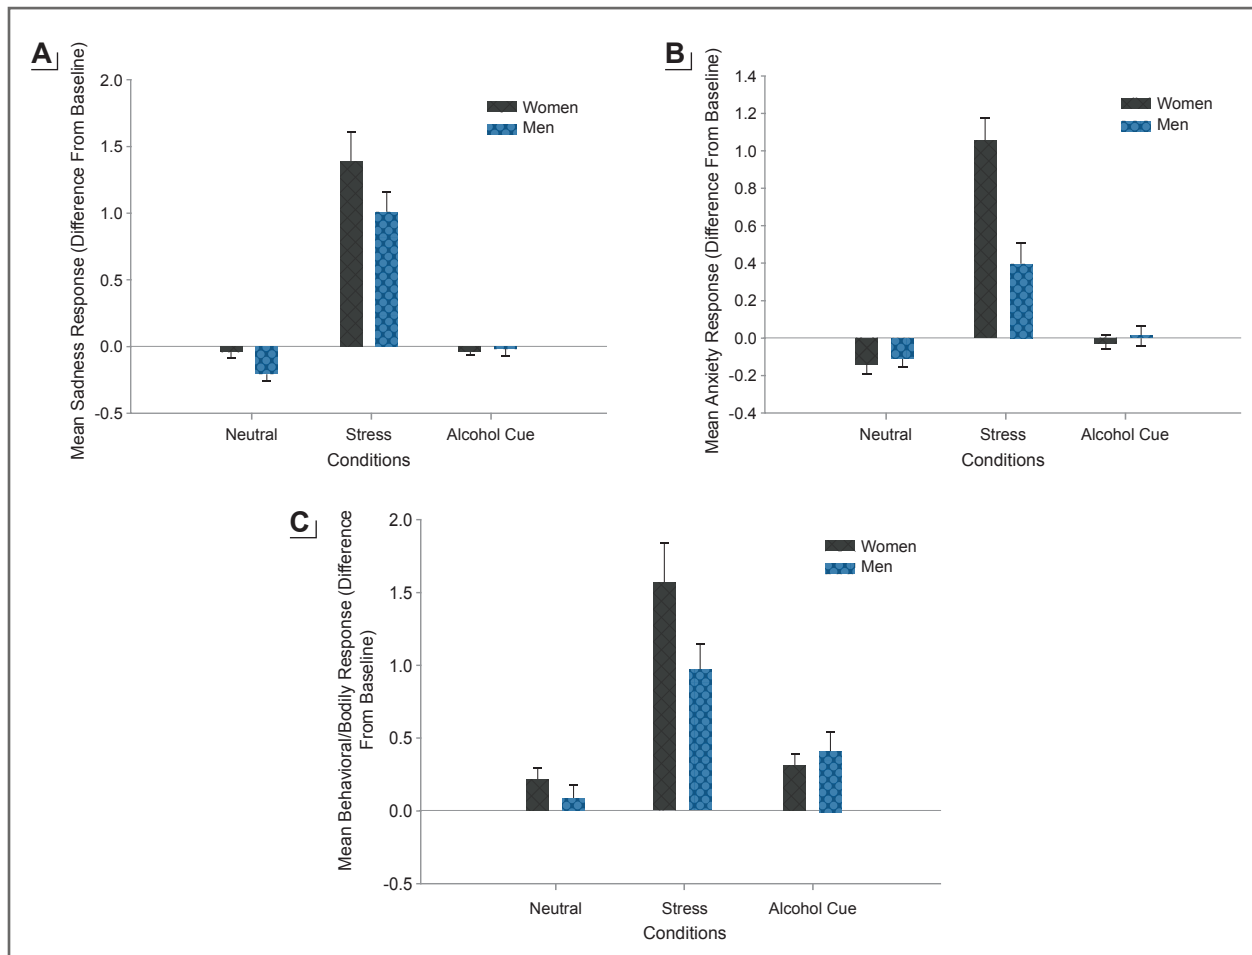 A
Mean Sadness Response (Difference From Baseline)
2.0
1.5
1.0
0.5
0.0
-0.5
Women
Men
Neutral
Stress
Alcohol Cue
Conditions
B
Mean Anxiety Response (Difference From Baseline)
1.4
1.2
1.0
0.8
0.6
0.4
0.2
0.0
-0.2
-0.4
Women
Men
Neutral
Stress
Alcohol Cue
Conditions
C
Mean Behavioral/Bodily Response (Difference
From Baseline)
2.0
1.5
1.0
0.5
0.0
-0.5
Women
Men
Neutral
Stress
Alcohol Cue
Conditions